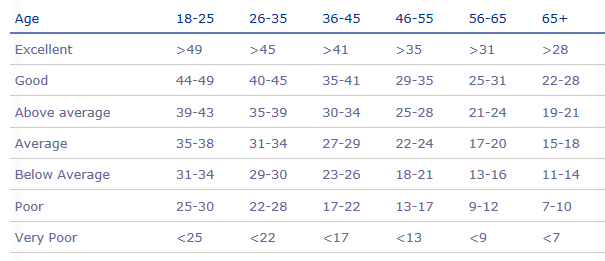 Age 18-25 26-35 36-45 46-55 56-65 65+
Excellent >49 >45 >41 >35 >31 >28
Good 44-49 40-45 35-41 29-35 25-31 22-28
Above average 39-43 35-39 30-34 25-28 21-24 19-21
Average 35-38 31-34 27-29 22-24 17-20 15-18
Below Average 31-34 29-30 23-26 18-21 13-16 11-14
Poor 25-30 22-28 17-22 13-17 9-12 7-10
Very Poor <25 <22 <17 <13 <9 <7